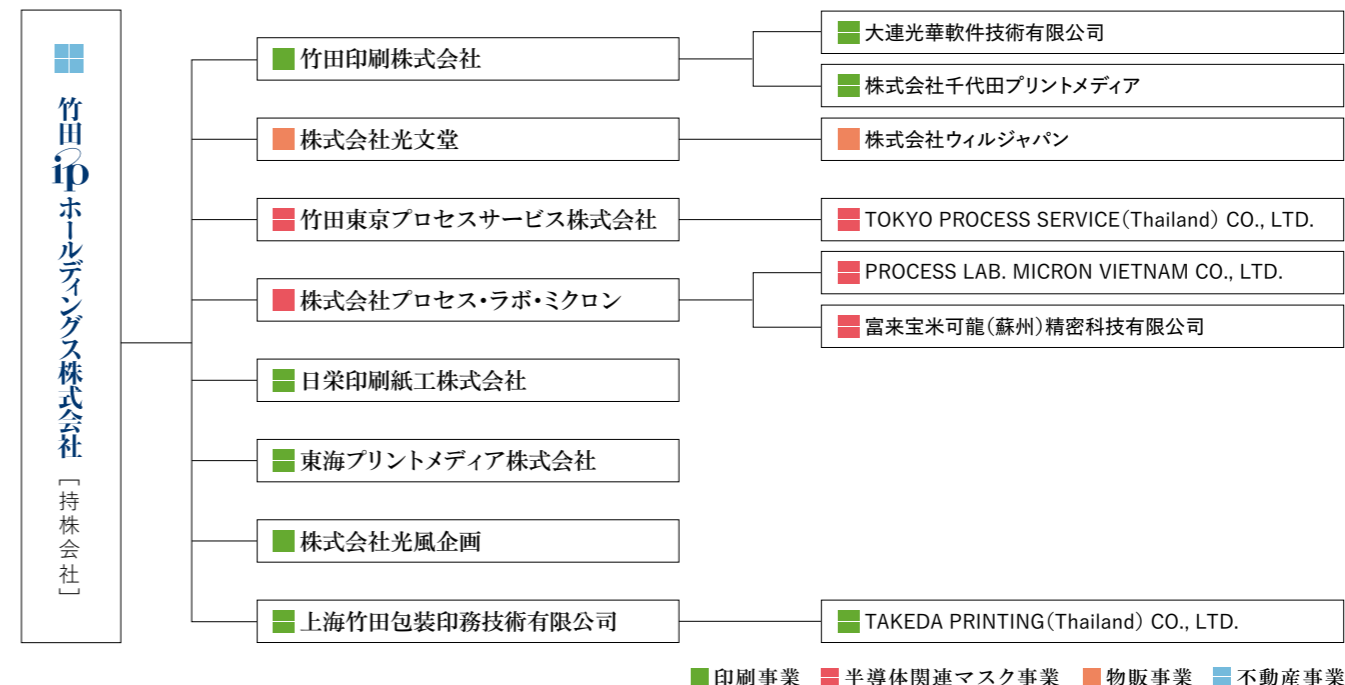 竹田ipホールディングス株式会社
［持株会社］
竹田印刷株式会社
大連光華軟件技術有限公司
株式会社千代田プリントメディア
株式会社光文堂
株式会社ウィルジャパン
竹田東京プロセスサービス株式会社
TOKYO PROCESS SERVICE（Thailand） CO., LTD.
株式会社プロセス・ラボ・ミクロン
PROCESS LAB. MICRON VIETNAM CO., LTD.
富来宝米可龍（蘇州）精密科技有限公司
日栄印刷紙工株式会社
東海プリントメディア株式会社
株式会社光風企画
上海竹田包装印務技術有限公司
TAKEDA PRINTING（Thailand） CO., LTD.
印刷事業 半導体関連マスク事業 物販事業 不動産事業